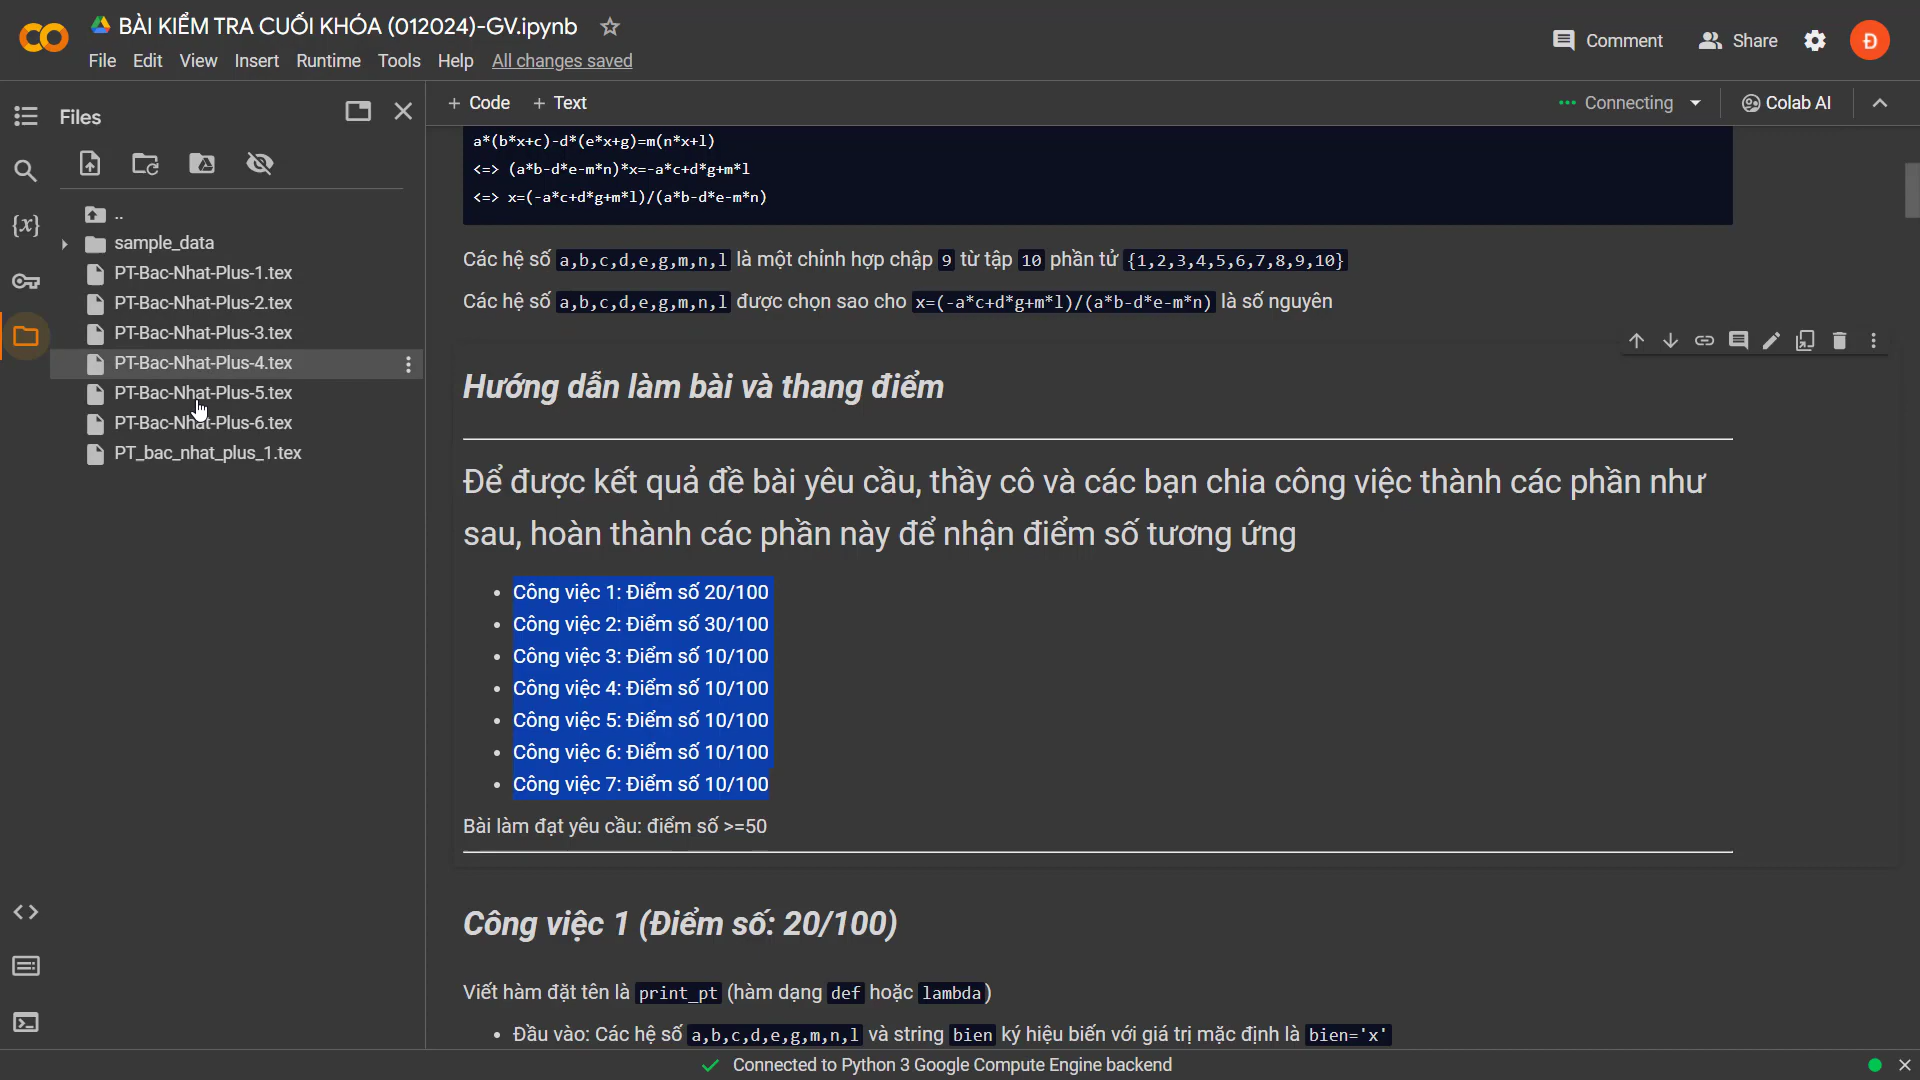 BÀI KIỂM TRA CUỐI KHÓA (012024)-GV.ipynb
File Edit View Insert Runtime Tools Help All changes saved
Comment
Share
Đ
Files
+ Code + Text
Connecting
Colab AI
..
sample_data
PT-Bac-Nhat-Plus-1.tex
PT-Bac-Nhat-Plus-2.tex
PT-Bac-Nhat-Plus-3.tex
PT-Bac-Nhat-Plus-4.tex
PT-Bac-Nhat-Plus-5.tex
PT-Bac-Nhat-Plus-6.tex
PT_bac_nhat_plus_1.tex
a*(b*x+c)-d*(e*x+g)=m(n*x+l)
<=> (a*b-d*e-m*n)*x=-a*c+d*g+m*l
<=> x=(-a*c+d*g+m*l)/(a*b-d*e-m*n)
Các hệ số a,b,c,d,e,g,m,n,l là một chỉnh hợp chập 9 từ tập 10 phần tử {1,2,3,4,5,6,7,8,9,10}
Các hệ số a,b,c,d,e,g,m,n,l được chọn sao cho x=(-a*c+d*g+m*l)/(a*b-d*e-m*n) là số nguyên
Hướng dẫn làm bài và thang điểm
Để được kết quả đề bài yêu cầu, thầy cô và các bạn chia công việc thành các phần như
sau, hoàn thành các phần này để nhận điểm số tương ứng
• Công việc 1: Điểm số 20/100
• Công việc 2: Điểm số 30/100
• Công việc 3: Điểm số 10/100
• Công việc 4: Điểm số 10/100
• Công việc 5: Điểm số 10/100
• Công việc 6: Điểm số 10/100
• Công việc 7: Điểm số 10/100
Bài làm đạt yêu cầu: điểm số >=50
Công việc 1 (Điểm số: 20/100)
Viết hàm đặt tên là print_pt (hàm dạng def hoặc lambda)
• Đầu vào: Các hệ số a,b,c,d,e,g,m,n,l và string bien ký hiệu biến với giá trị mặc định là bien='x'
Connected to Python 3 Google Compute Engine backend